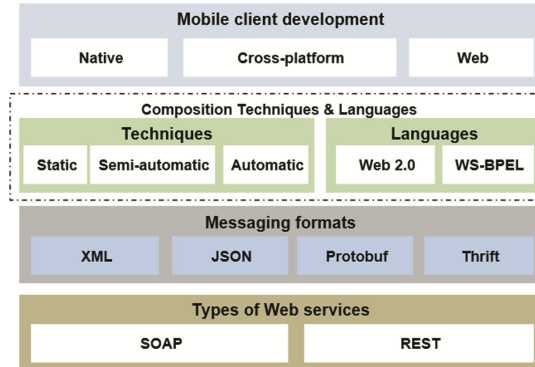 Mobile client development
Native Cross-platform Web
Composition Techniques & Languages
Techniques Languages
Static Semi-automatic Automatic Web 2.0 WS-BPEL
Messaging formats
XML JSON Protobuf Thrift
Types of Web services
SOAP REST